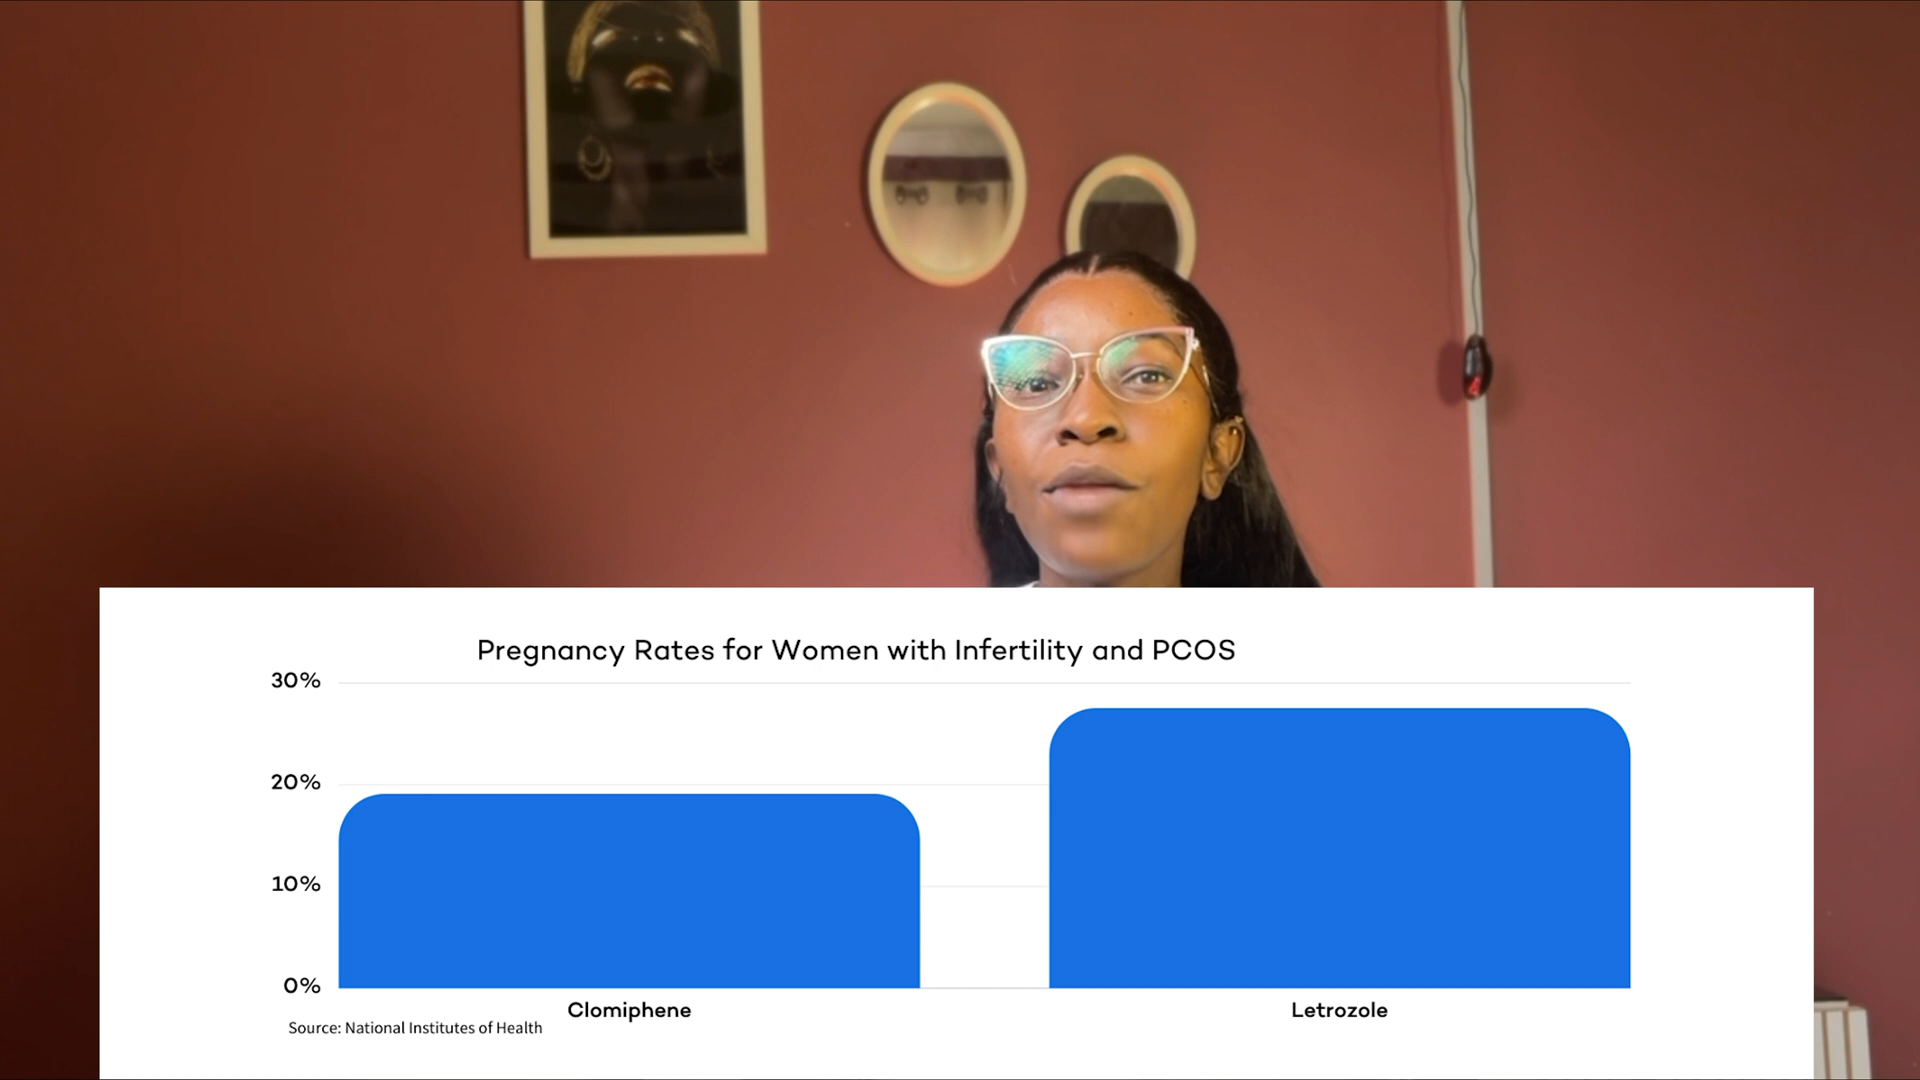 Pregnancy Rates for Women with Infertility and PCOS
30%
20%
10%
0%
Clomiphene
Letrozole
Source: National Institutes of Health